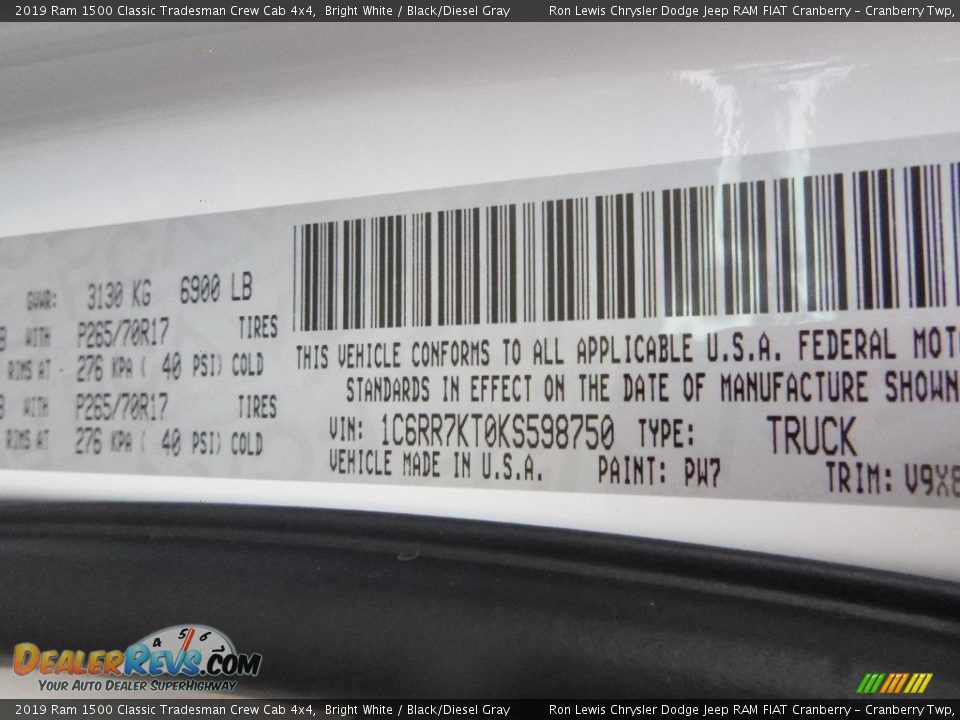 2019 Ram 1500 Classic Tradesman Crew Cab 4x4, Bright White / Black/Diesel Gray Ron Lewis Chrysler Dodge Jeep RAM FIAT Cranberry – Cranberry Twp,
GVWR: 3130 KG 6900 LB
WITH P265/70R17 TIRES
RIMS AT - 276 KPA ( 40 PSI) COLD
WITH P265/70R17 TIRES
RIMS AT 276 KPA ( 40 PSI) COLD
THIS VEHICLE CONFORMS TO ALL APPLICABLE U.S.A. FEDERAL MOT
STANDARDS IN EFFECT ON THE DATE OF MANUFACTURE SHOWN
VIN: 1C6RR7KT0KS598750 TYPE: TRUCK
VEHICLE MADE IN U.S.A. PAINT: PW7 TRIM: V9X8
4 5 6
DealerRevs.com
Your Auto Dealer SuperHighway
2019 Ram 1500 Classic Tradesman Crew Cab 4x4, Bright White / Black/Diesel Gray Ron Lewis Chrysler Dodge Jeep RAM FIAT Cranberry – Cranberry Twp,